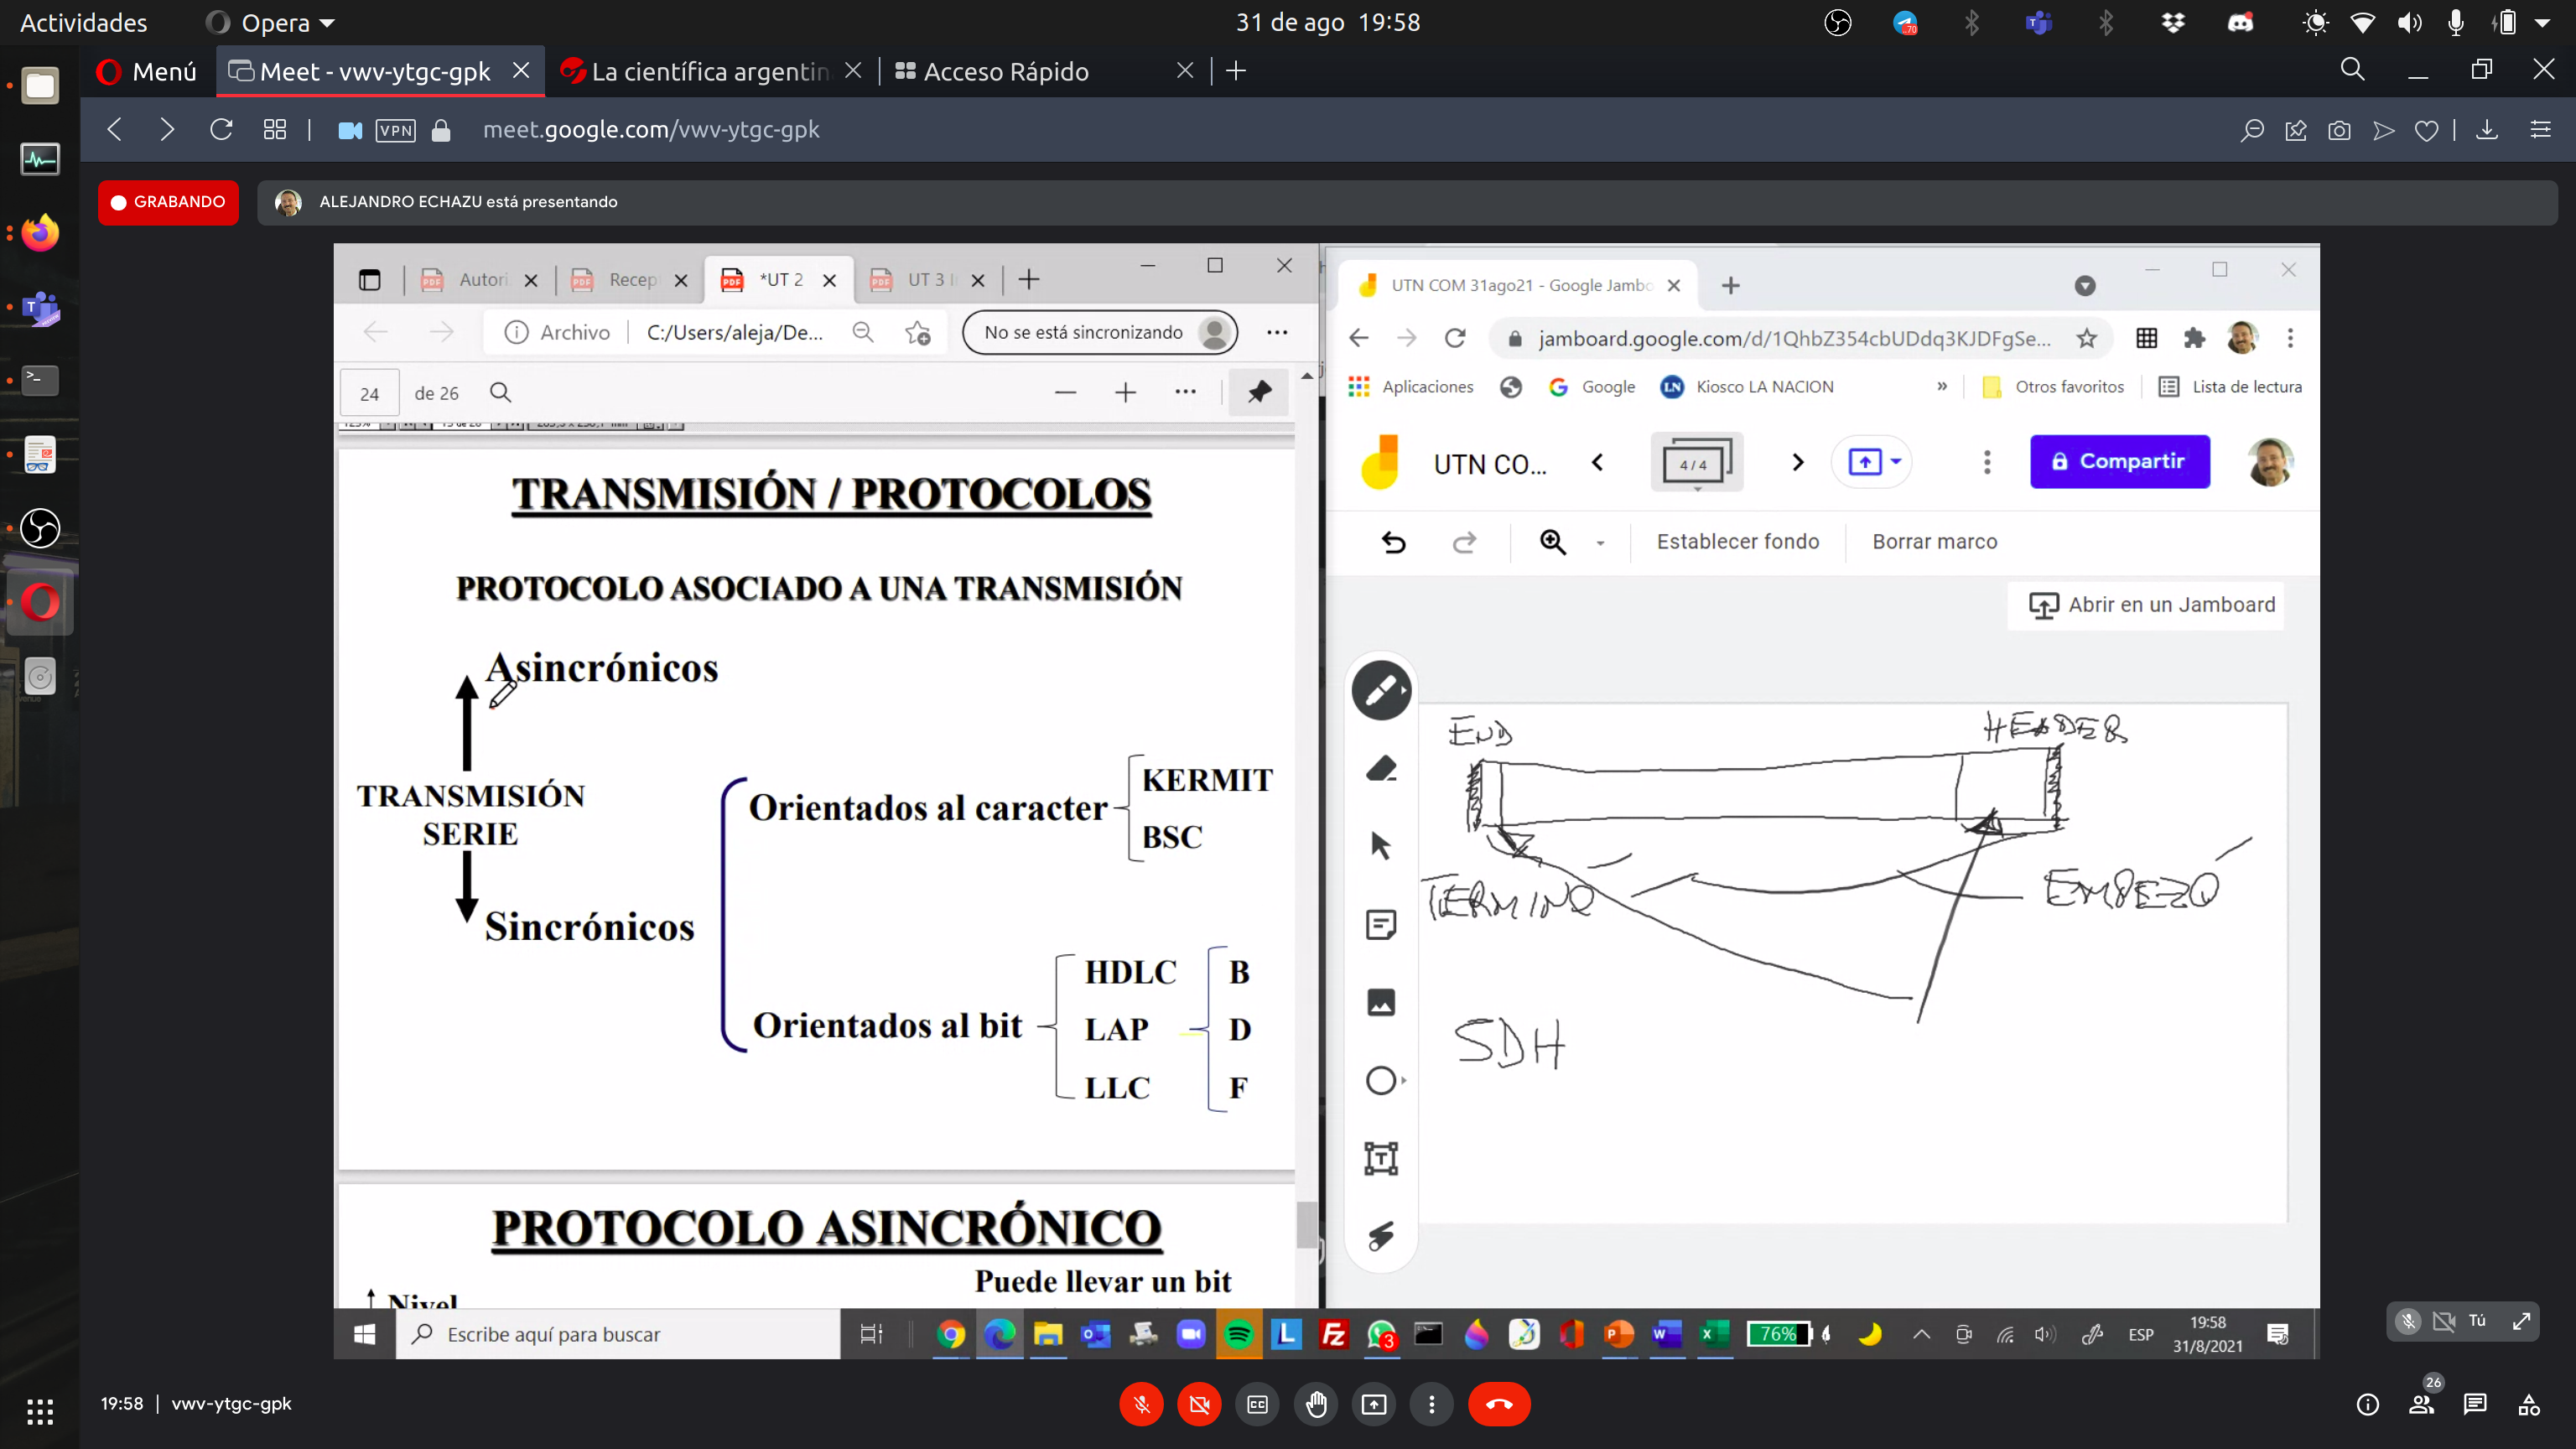 Actividades
Opera
31 de ago 19:58
70
Menú
Meet - vwv-ytgc-gpk
La científica argentin
Acceso Rápido
VPN
meet.google.com/vwv-ytgc-gpk
GRABANDO
ALEJANDRO ECHAZU está presentando
Autori
Recep
*UT 2
UT 3 I
Archivo
C:/Users/aleja/De...
No se está sincronizando
24
de 26
TRANSMISIÓN / PROTOCOLOS
PROTOCOLO ASOCIADO A UNA TRANSMISIÓN
Asincrónicos
TRANSMISIÓN
SERIE
Sincrónicos
Orientados al caracter
KERMIT
BSC
Orientados al bit
HDLC
LAP
LLC
B
D
F
PROTOCOLO ASINCRÓNICO
Puede llevar un bit
Nivel
UTN COM 31ago21 - Google Jambo
jamboard.google.com/d/1QhbZ354cbUDdq3KJDFgSe...
Aplicaciones
Google
LN
Kiosco LA NACION
»
Otros favoritos
Lista de lectura
UTN CO...
4 / 4
Compartir
Establecer fondo
Borrar marco
Abrir en un Jamboard
END
HEADER
TERMINO
EMPEZO
SDH
Escribe aquí para buscar
3
76%
ESP
19:58
31/8/2021
Tú
19:58 | vwv-ytgc-gpk
26